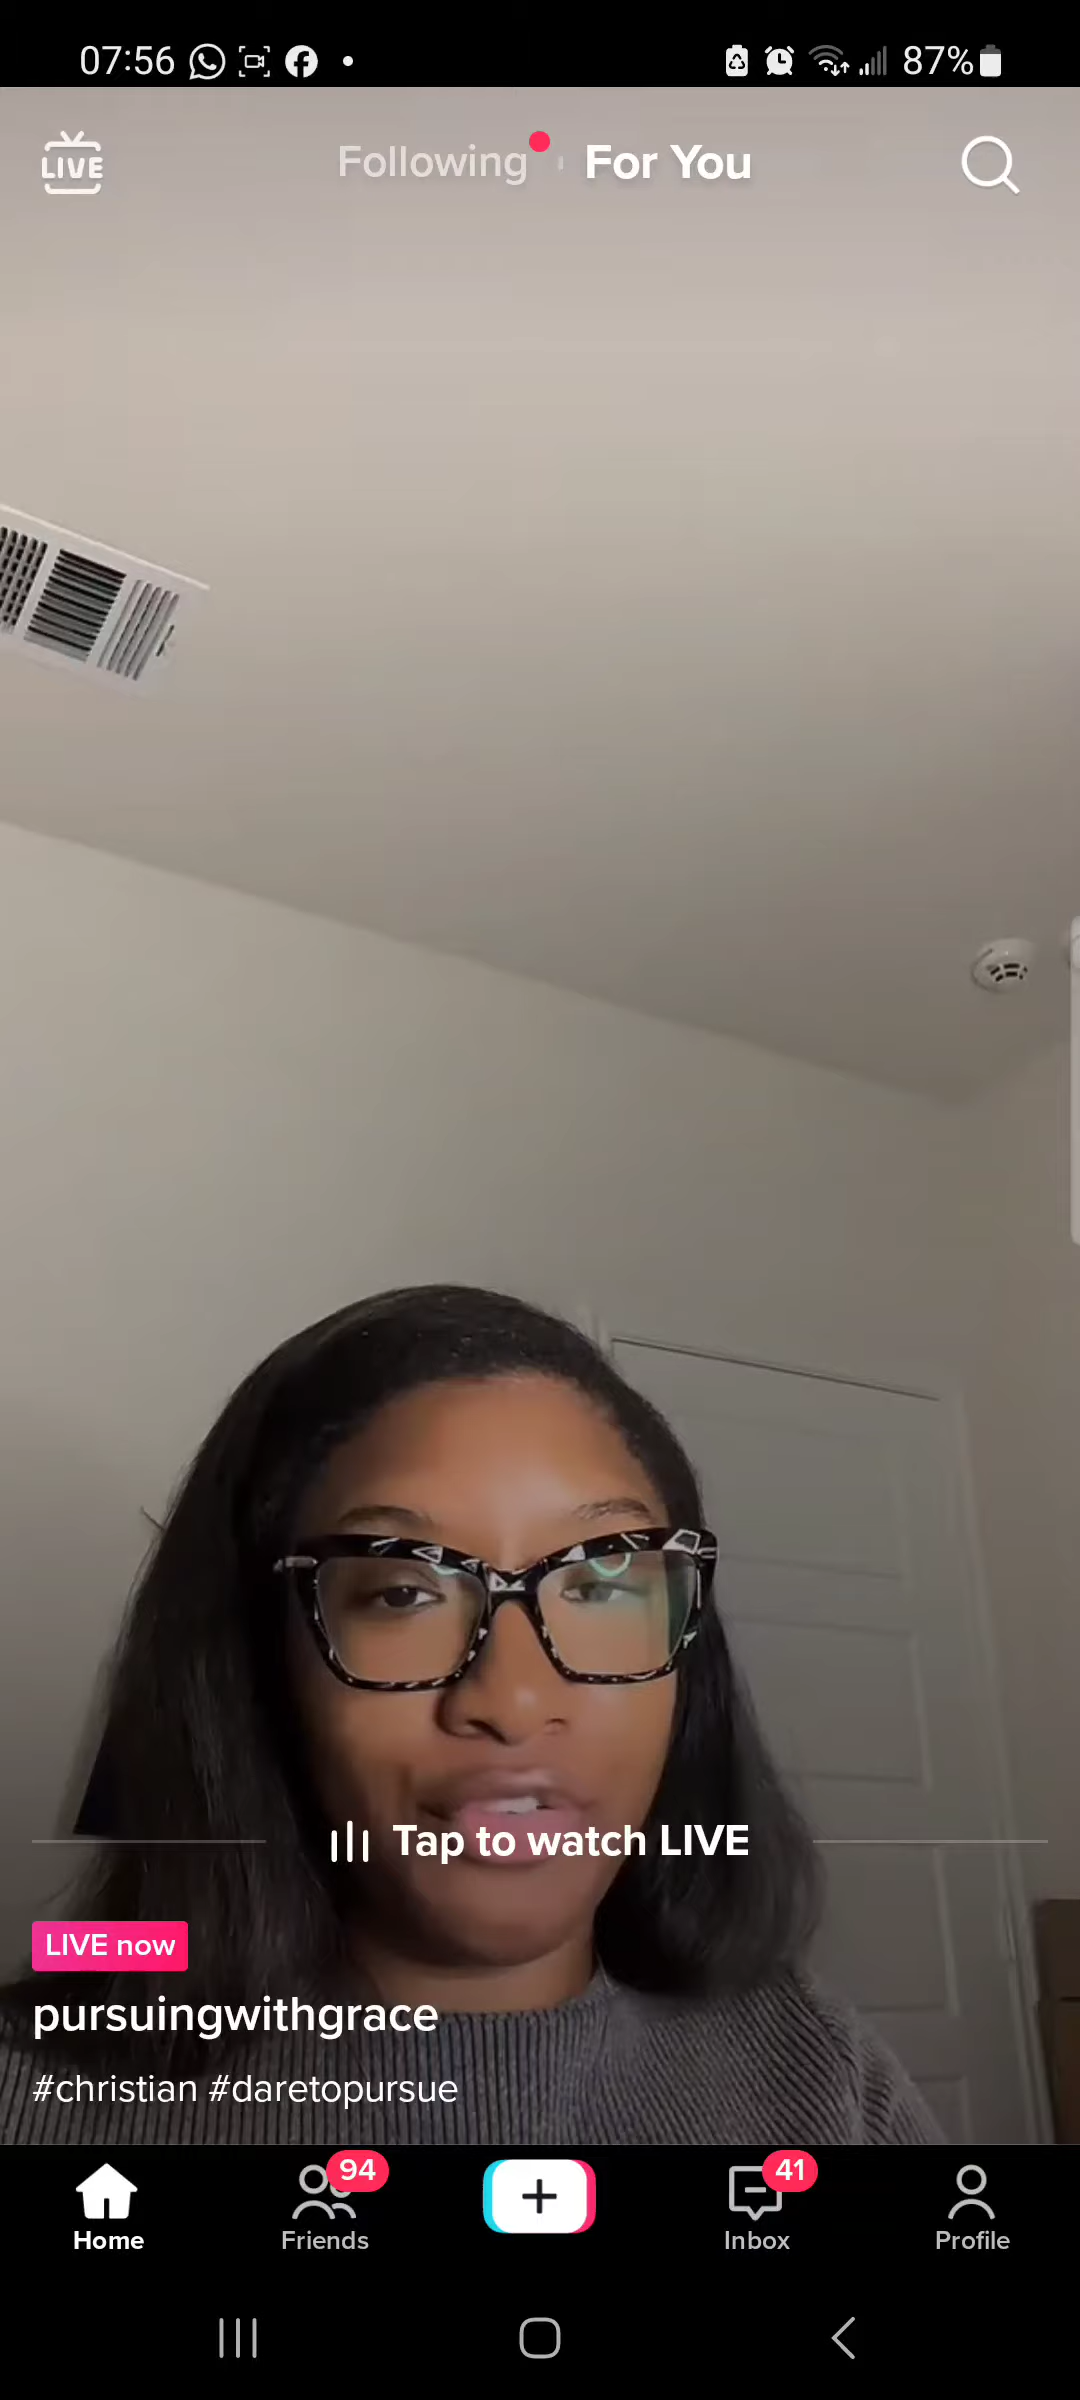 07:56 87%
LIVE Following For You
Tap to watch LIVE
LIVE now
pursuingwithgrace
#christian #daretopursue
94 41
Home Friends Inbox Profile